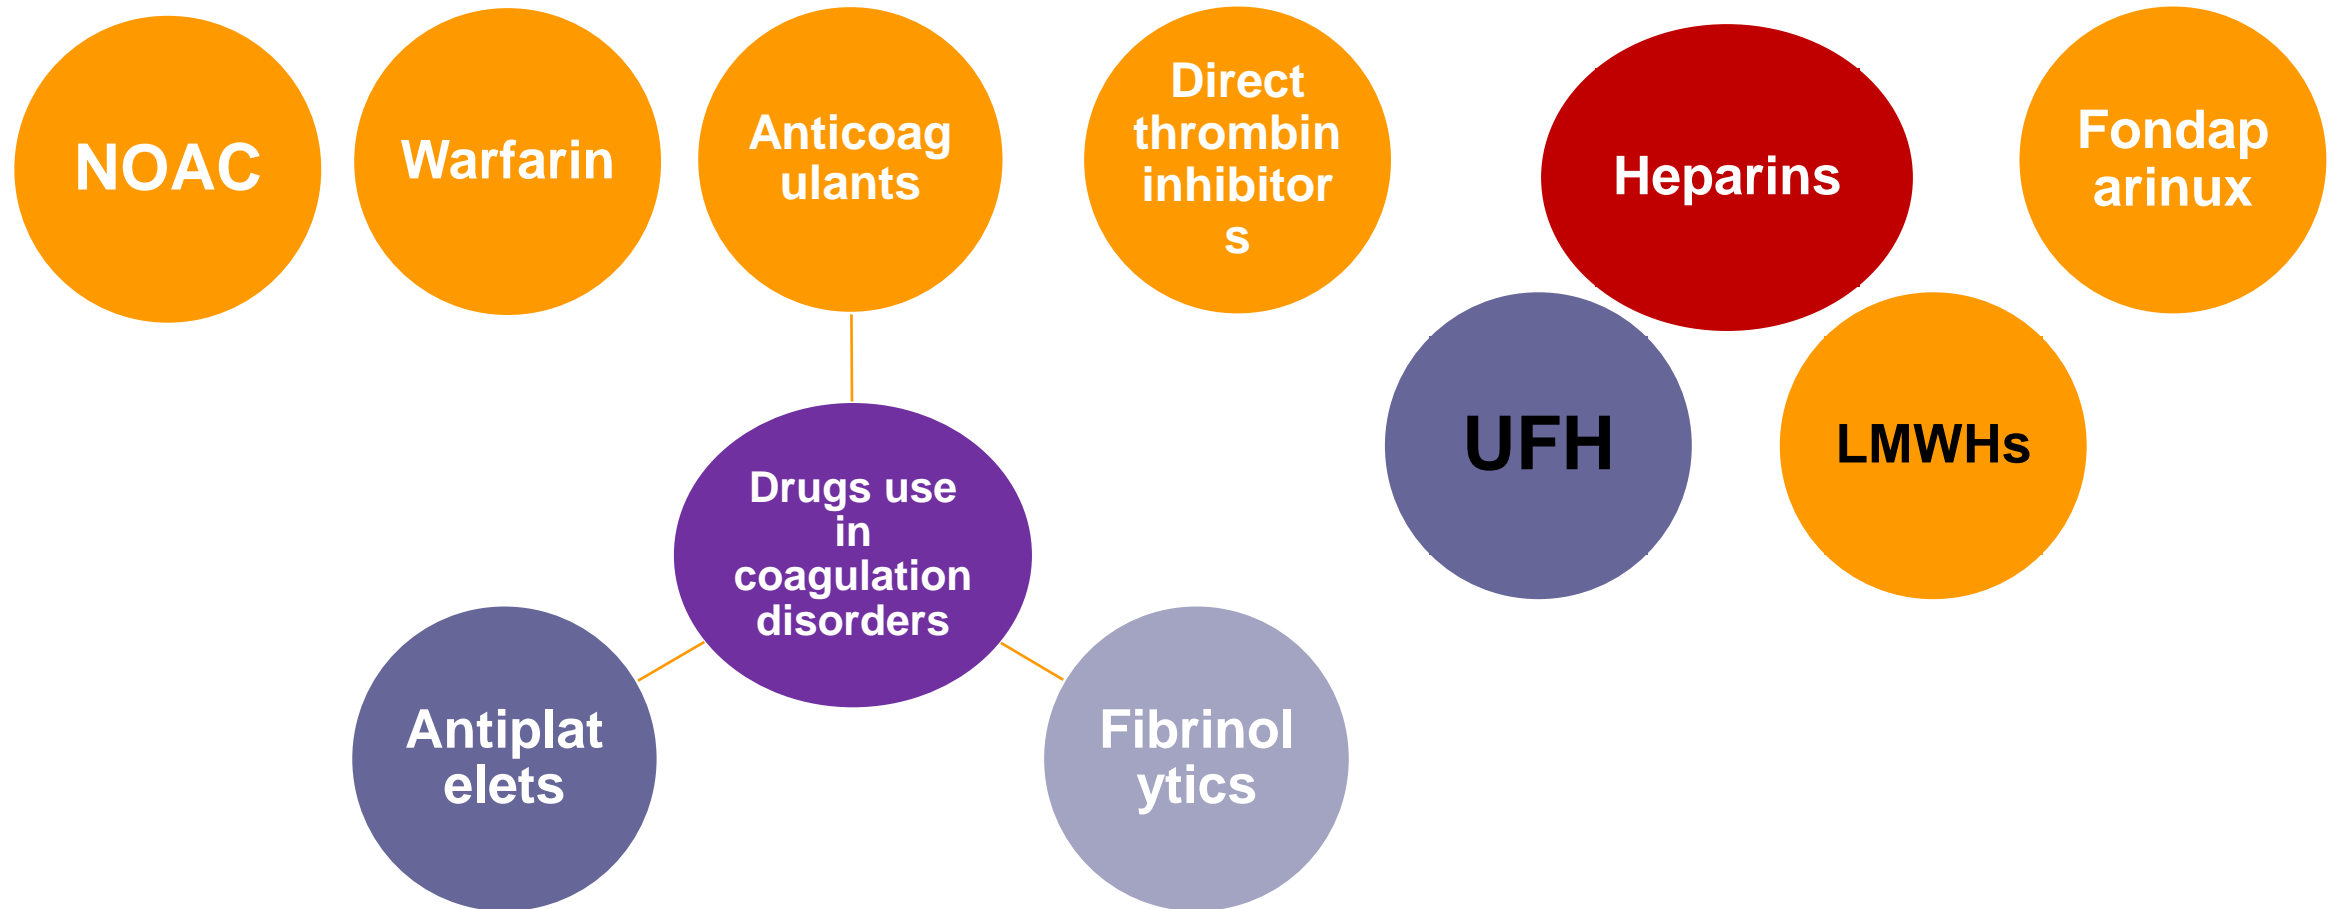 NOAC
Warfarin
Anticoag
ulants
Direct
thrombin
inhibitor
s
Heparins
Fondap
arinux
UFH
LMWHs
Drugs use
in
coagulation
disorders
Antiplat
elets
Fibrinol
ytics